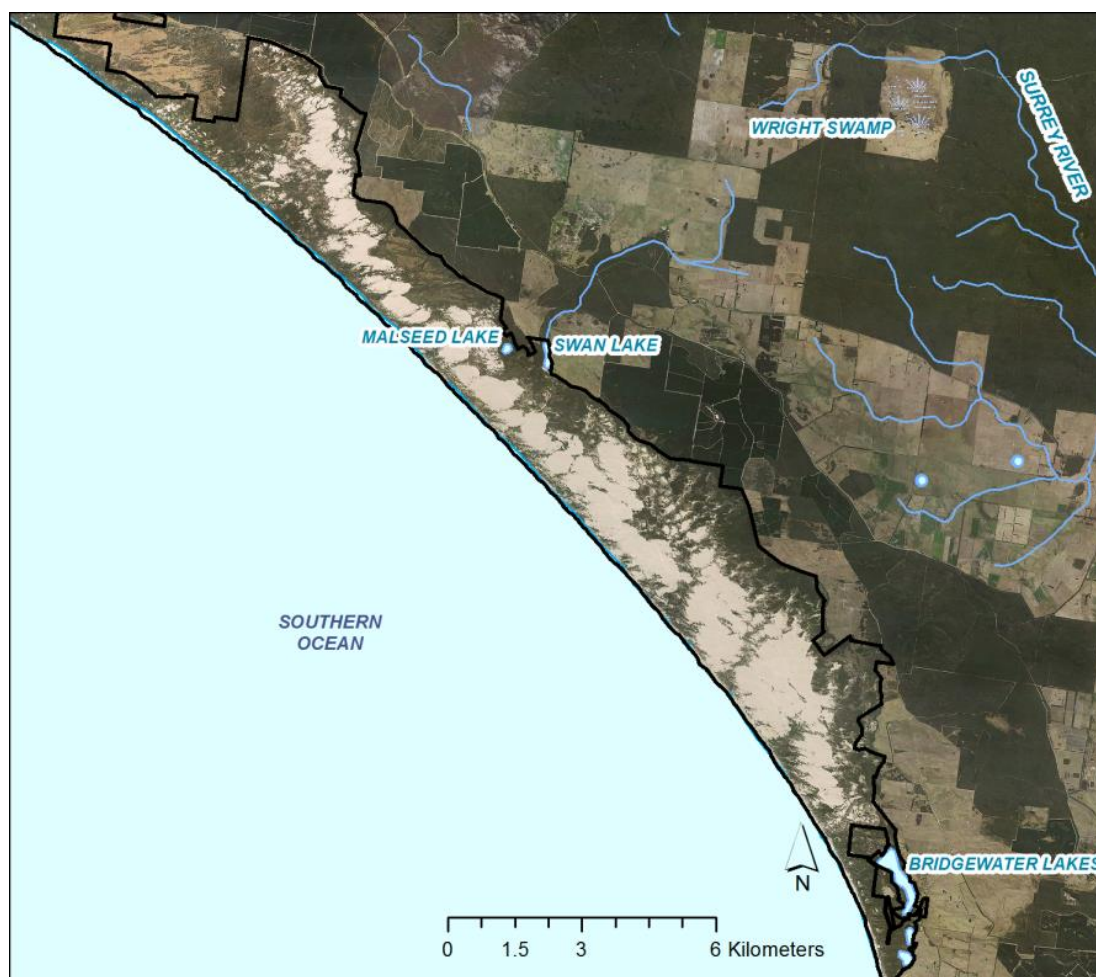 SURREY RIVER
WRIGHT SWAMP
MALSEED LAKE
SWAN LAKE
SOUTHERN
OCEAN
BRIDGEWATER LAKES
N
0 1.5 3 6 Kilometers